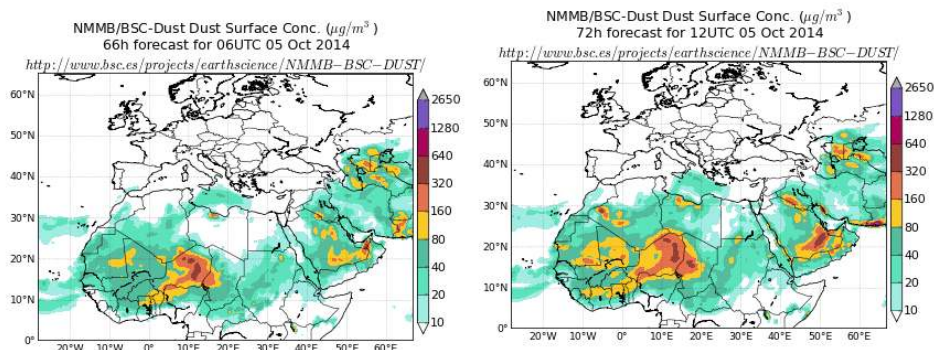 NMMB/BSC-Dust Dust Surface Conc. (μg/m³)
66h forecast for 06UTC 05 Oct 2014
http://www.bsc.es/projects/earthscience/NMMB−BSC−DUST/
60°N
50°N
40°N
30°N
20°N
10°N
0°
20°W 10°W 0° 10°E 20°E 30°E 40°E 50°E 60°E
2650
1280
640
320
160
80
40
20
10
NMMB/BSC-Dust Dust Surface Conc. (μg/m³)
72h forecast for 12UTC 05 Oct 2014
http://www.bsc.es/projects/earthscience/NMMB−BSC−DUST/
60°N
50°N
40°N
30°N
20°N
10°N
0°
20°W 10°W 0° 10°E 20°E 30°E 40°E 50°E 60°E
2650
1280
640
320
160
80
40
20
10